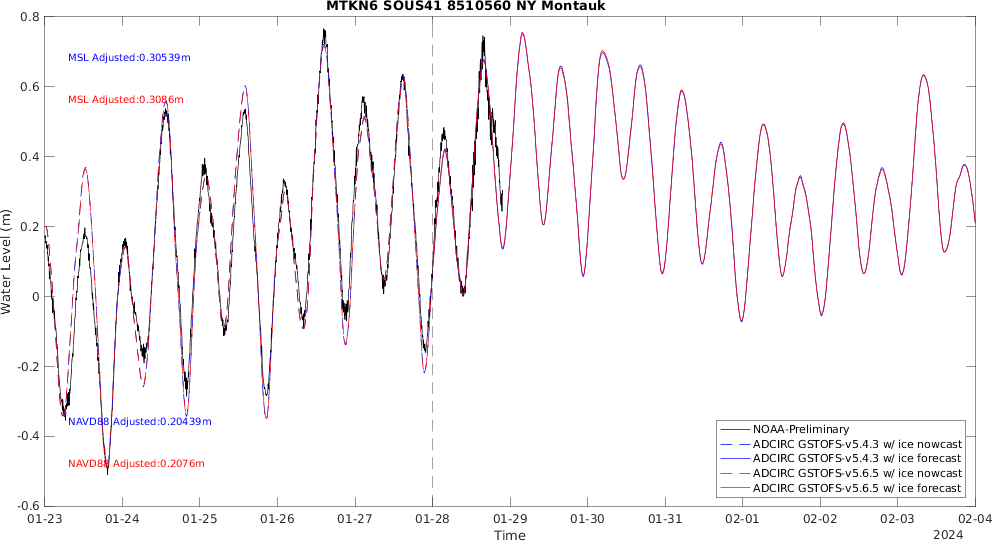 MTKN6 SOUS41 8510560 NY Montauk
0.8
0.6
0.4
0.2
0
-0.2
-0.4
-0.6
Water Level (m)
MSL Adjusted:0.30539m
MSL Adjusted:0.3086m
NAVD88 Adjusted:0.20439m
NAVD88 Adjusted:0.2076m
NOAA-Preliminary
ADCIRC GSTOFS-v5.4.3 w/ ice nowcast
ADCIRC GSTOFS-v5.4.3 w/ ice forecast
ADCIRC GSTOFS-v5.6.5 w/ ice nowcast
ADCIRC GSTOFS-v5.6.5 w/ ice forecast
01-23 01-24 01-25 01-26 01-27 01-28 01-29 01-30 01-31 02-01 02-02 02-03 02-04
Time
2024